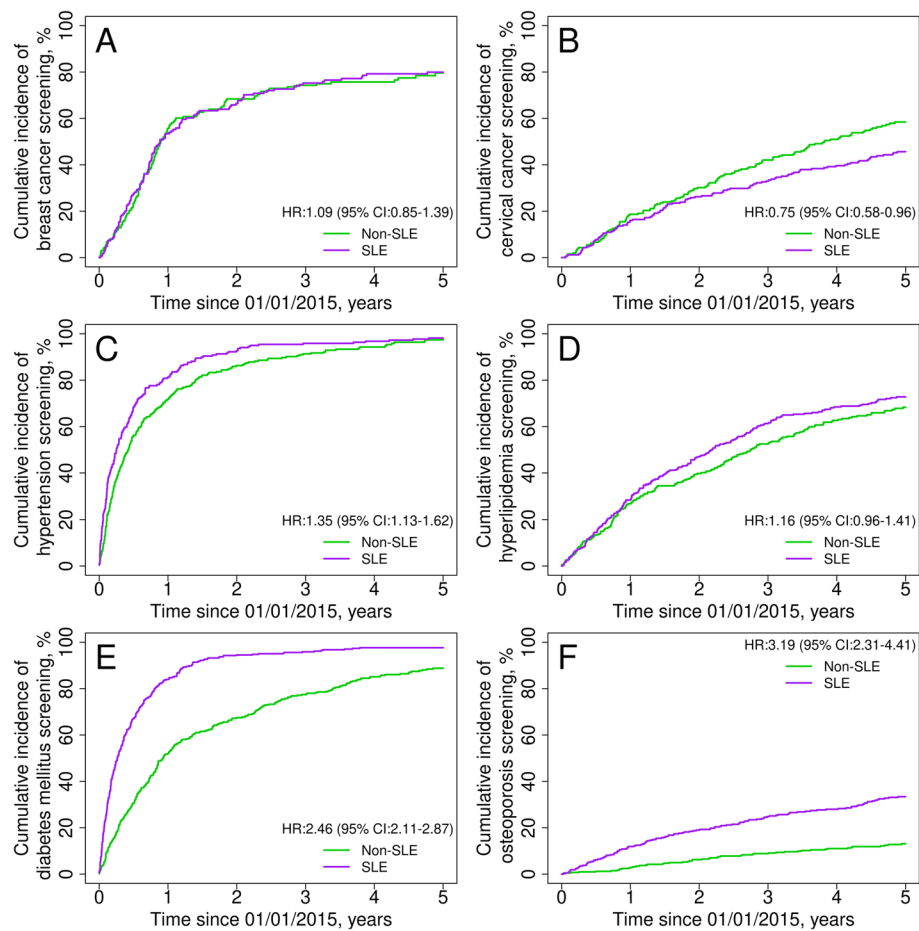 A
Cumulative incidence of
breast cancer screening, %
0 20 40 60 80 100
HR:1.09 (95% CI:0.85-1.39)
Non-SLE
SLE
0 1 2 3 4 5
Time since 01/01/2015, years
B
Cumulative incidence of
cervical cancer screening, %
0 20 40 60 80 100
HR:0.75 (95% CI:0.58-0.96)
Non-SLE
SLE
0 1 2 3 4 5
Time since 01/01/2015, years
C
Cumulative incidence of
hypertension screening, %
0 20 40 60 80 100
HR:1.35 (95% CI:1.13-1.62)
Non-SLE
SLE
0 1 2 3 4 5
Time since 01/01/2015, years
D
Cumulative incidence of
hyperlipidemia screening, %
0 20 40 60 80 100
HR:1.16 (95% CI:0.96-1.41)
Non-SLE
SLE
0 1 2 3 4 5
Time since 01/01/2015, years
E
Cumulative incidence of
diabetes mellitus screening, %
0 20 40 60 80 100
HR:2.46 (95% CI:2.11-2.87)
Non-SLE
SLE
0 1 2 3 4 5
Time since 01/01/2015, years
F
Cumulative incidence of
osteoporosis screening, %
0 20 40 60 80 100
HR:3.19 (95% CI:2.31-4.41)
Non-SLE
SLE
0 1 2 3 4 5
Time since 01/01/2015, years